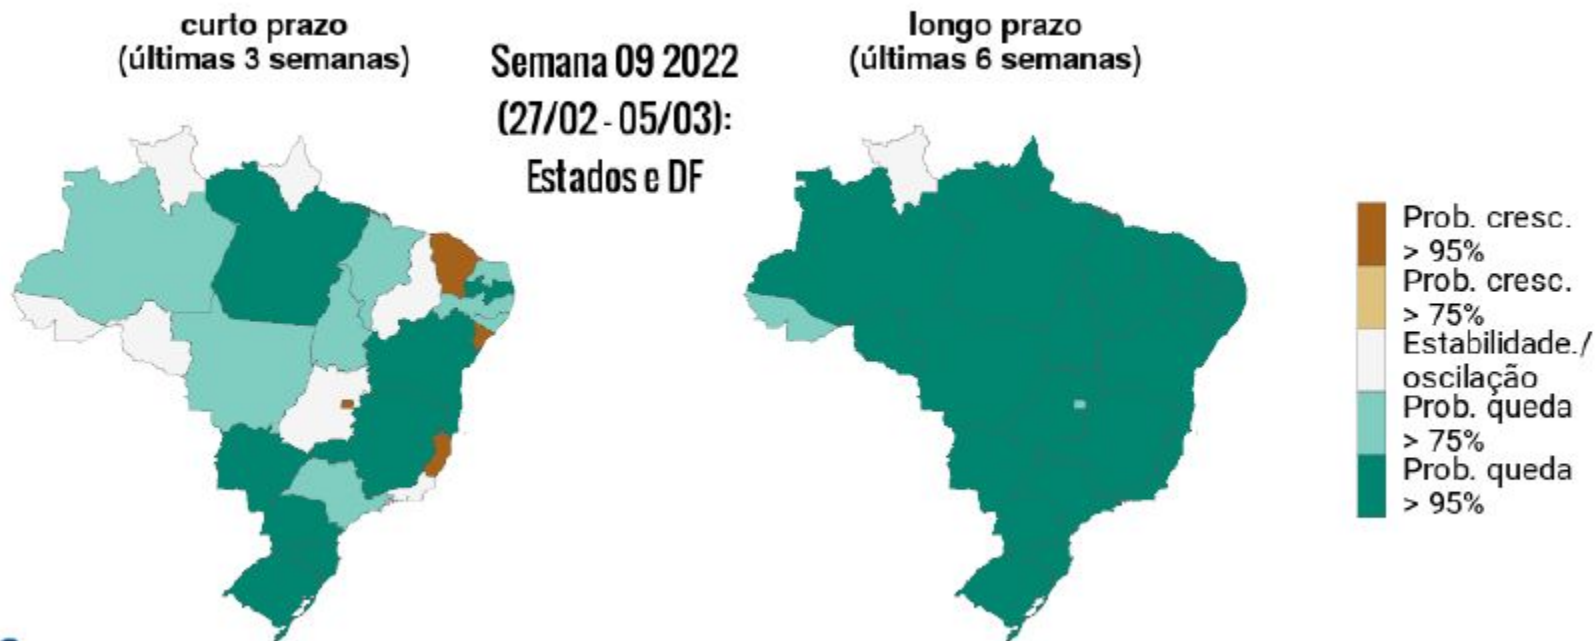 curto prazo
(últimas 3 semanas)
Semana 09 2022
(27/02 - 05/03):
Estados e DF
longo prazo
(últimas 6 semanas)
Prob. cresc.
> 95%
Prob. cresc.
> 75%
Estabilidade./
oscilação
Prob. queda
> 75%
Prob. queda
> 95%